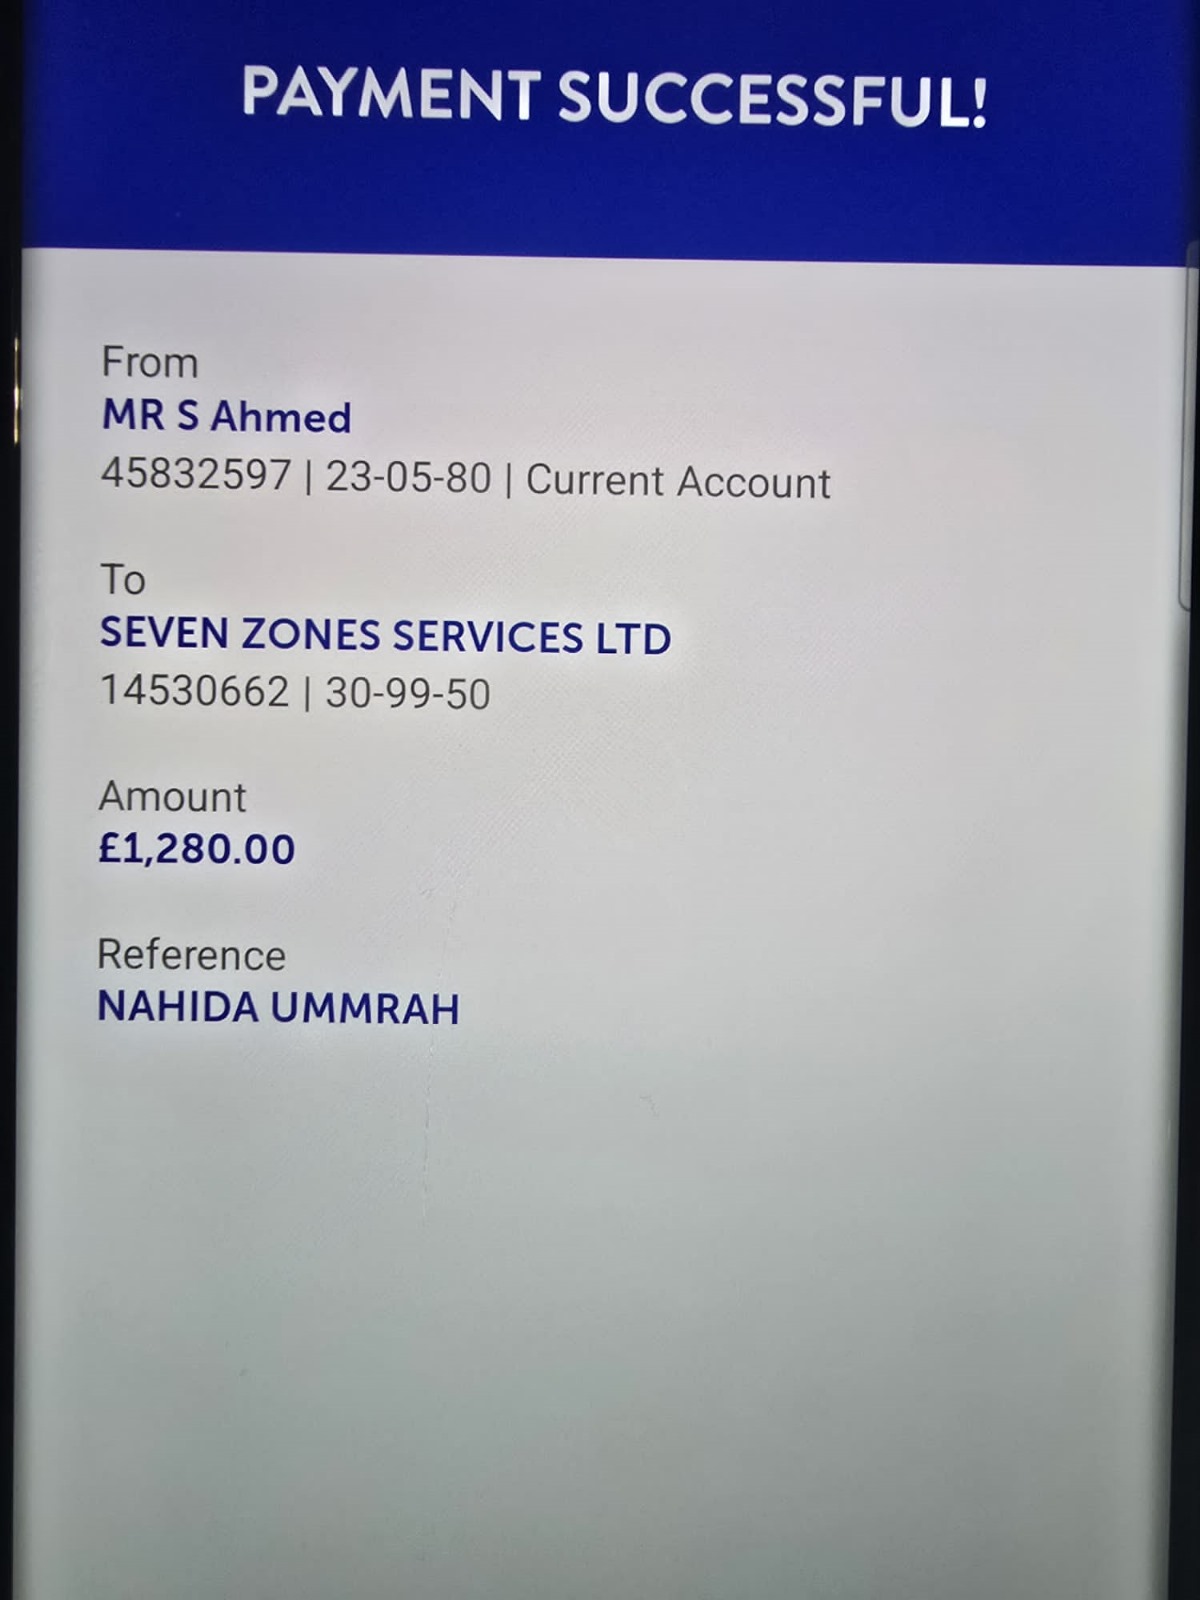 PAYMENT SUCCESSFUL!
From
MR S Ahmed
45832597 | 23-05-80 | Current Account
To
SEVEN ZONES SERVICES LTD
14530662 | 30-99-50
Amount
£1,280.00
Reference
NAHIDA UMMRAH